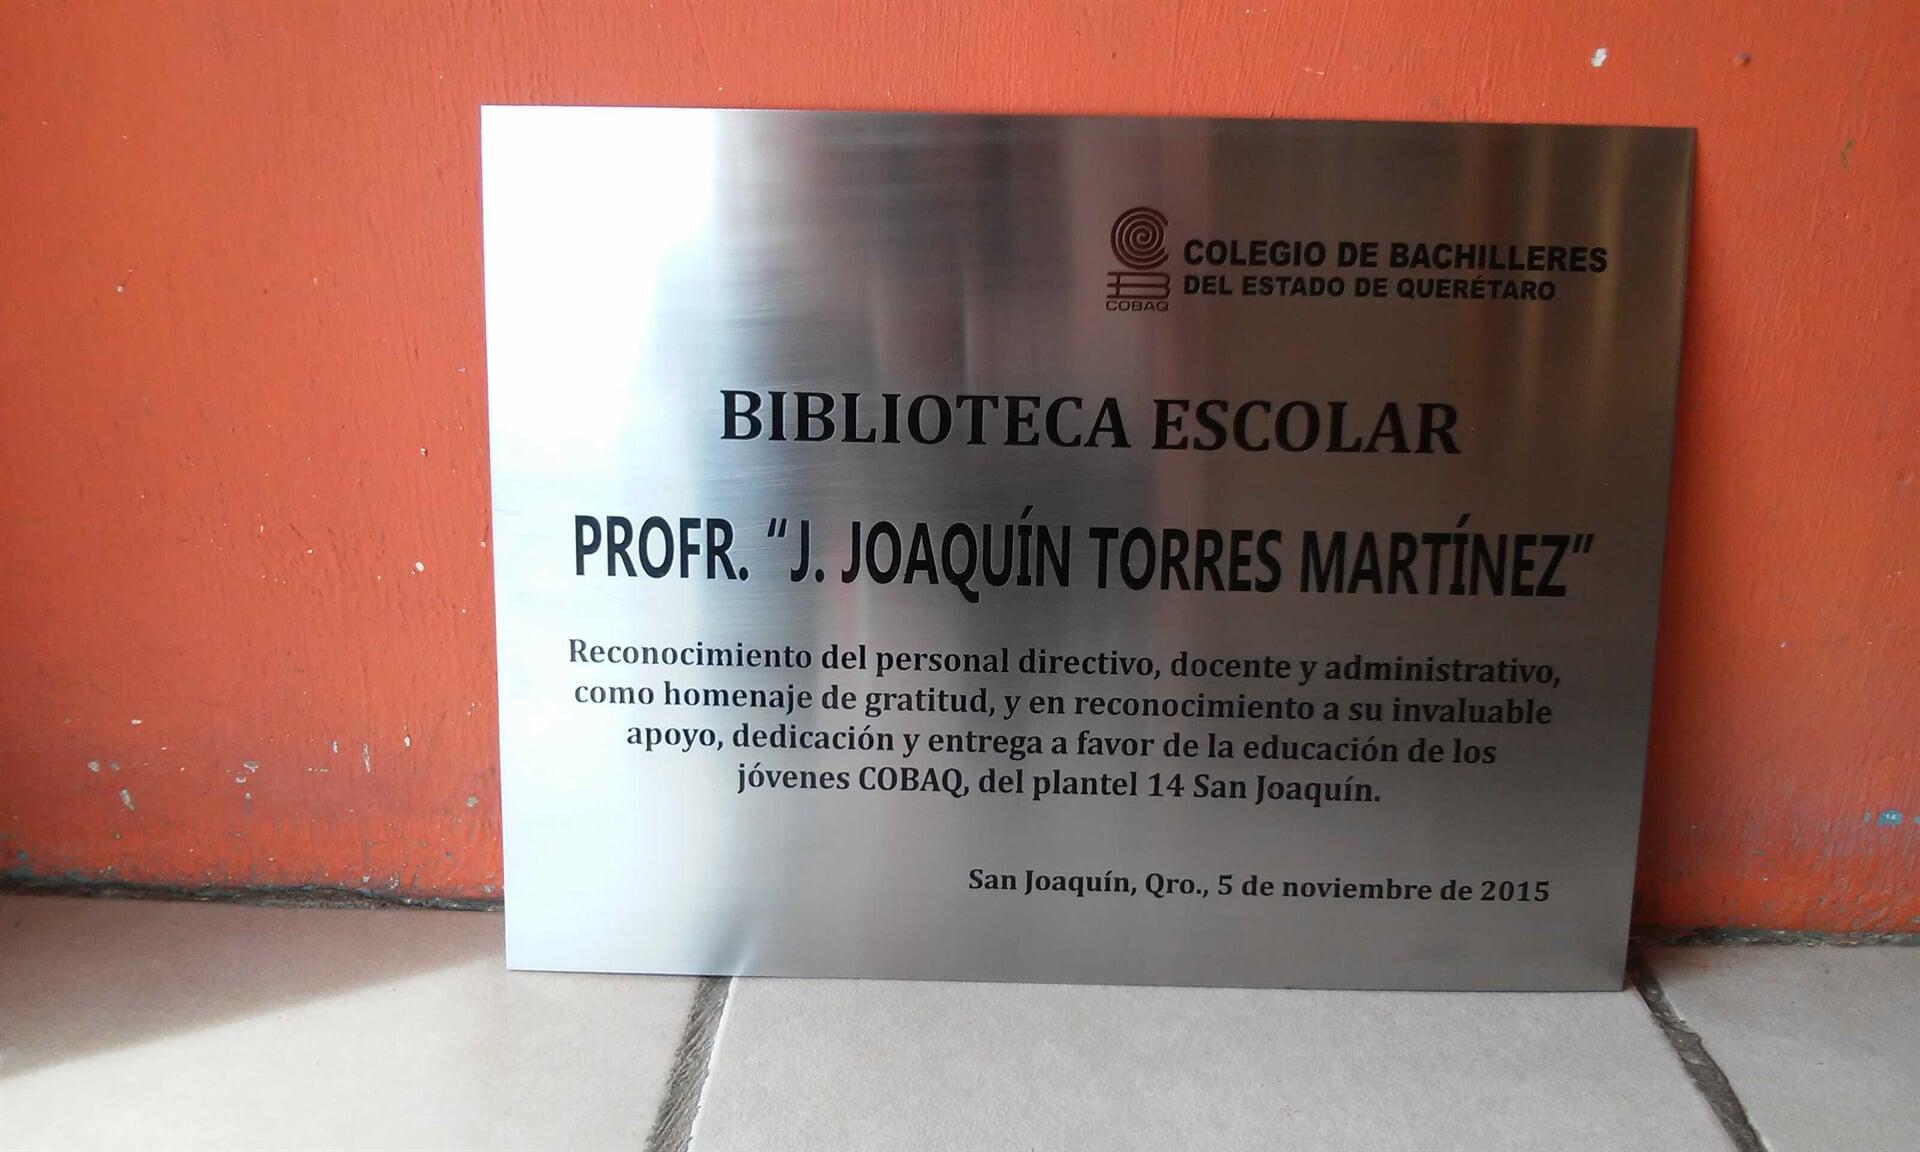 COLEGIO DE BACHILLERES
DEL ESTADO DE QUERÉTARO
COBAQ
BIBLIOTECA ESCOLAR
PROFR. “J. JOAQUÍN TORRES MARTÍNEZ”
Reconocimiento del personal directivo, docente y administrativo,
como homenaje de gratitud, y en reconocimiento a su invaluable
apoyo, dedicación y entrega a favor de la educación de los
jóvenes COBAQ, del plantel 14 San Joaquín.
San Joaquín, Qro., 5 de noviembre de 2015